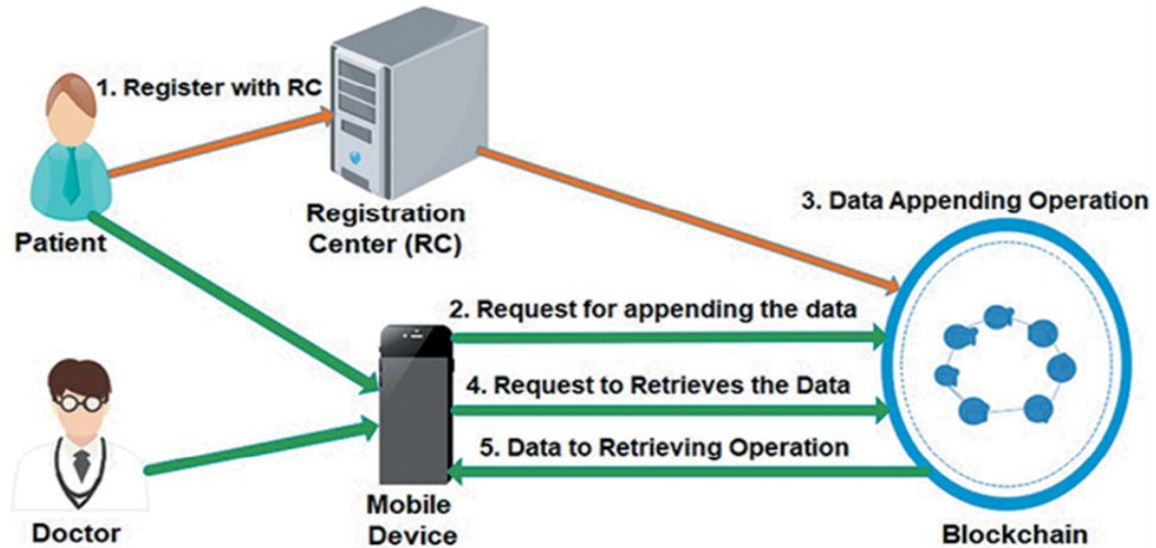 1. Register with RC
Registration
Center (RC)
Patient
3. Data Appending Operation
2. Request for appending the data
4. Request to Retrieves the Data
5. Data to Retrieving Operation
Doctor
Mobile
Device
Blockchain